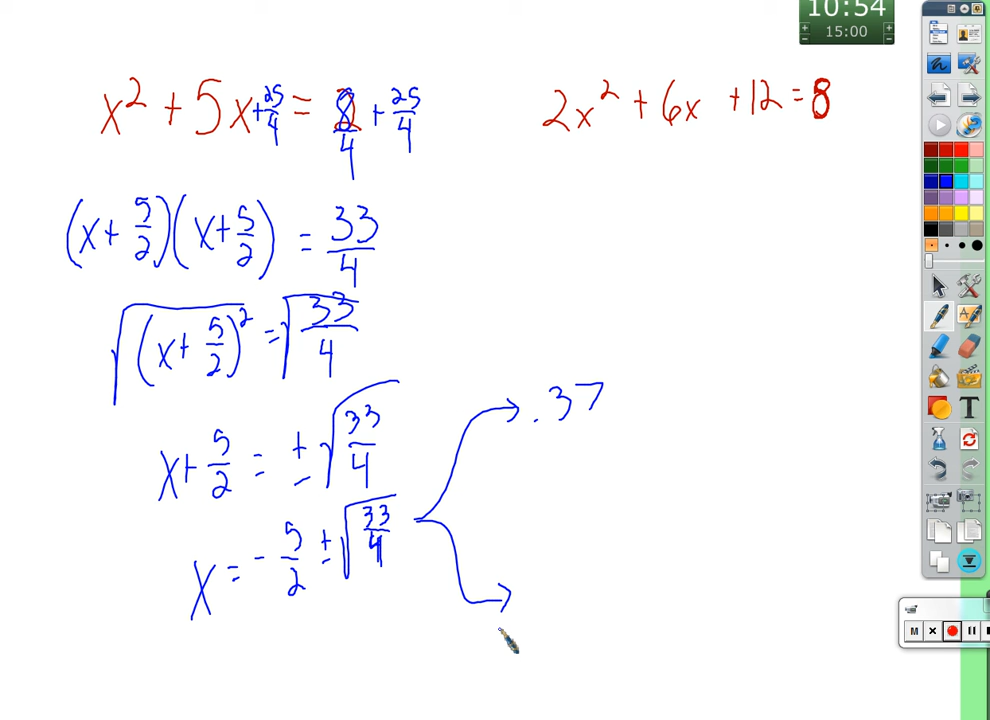 10:54
15:00
x² + 5x + 25/4 = 8/4 + 25/4
2x² + 6x + 12 = 8
(x + 5/2)(x + 5/2) = 33/4
√(x + 5/2)² = √33/4
x + 5/2 = ± √33/4
.37
x = - 5/2 ± √33/4
M